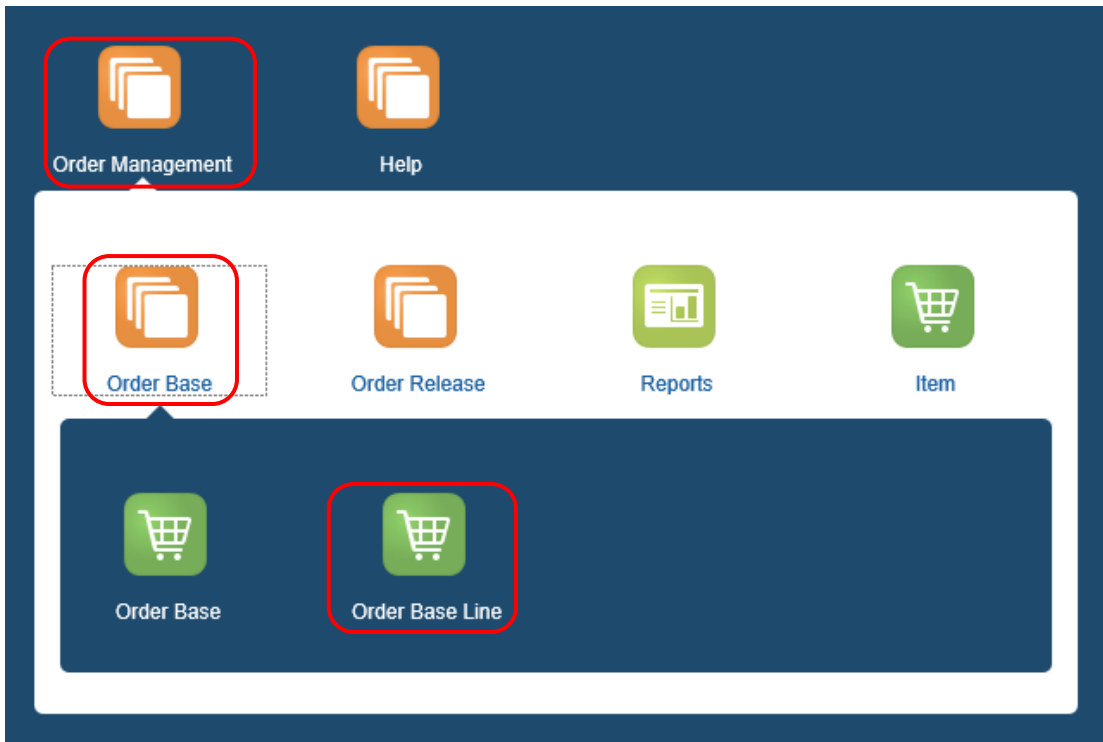 Order Management
Help
Order Base
Order Release
Reports
Item
Order Base
Order Base Line